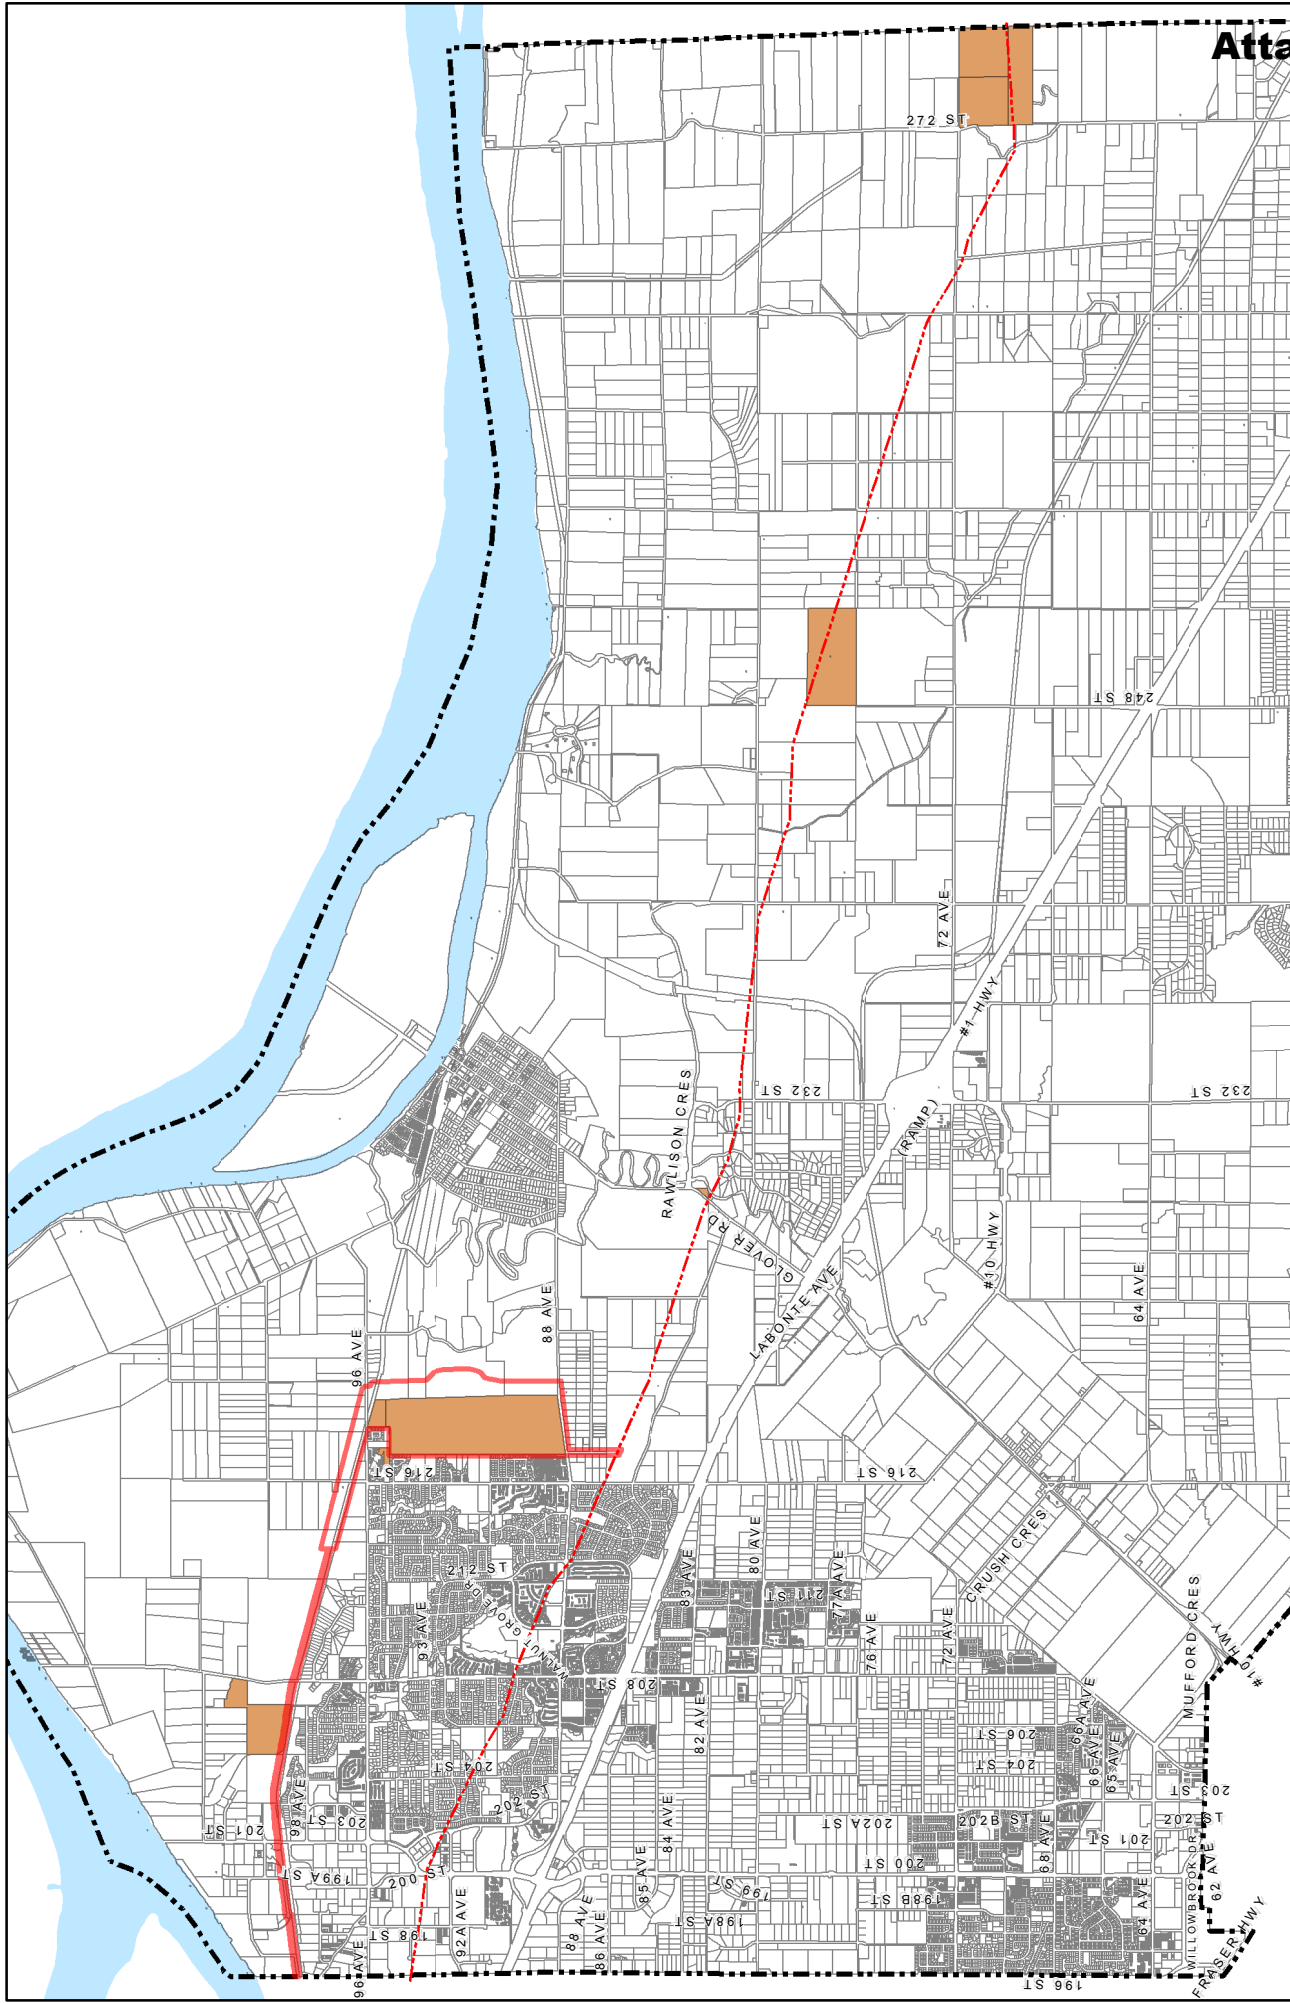 Atta
272 ST
248 ST
72 AVE
#1 HWY
232 ST
232 ST
RAWLISON CRES
(RAMP)
GLOVER RD
#10 HWY
LABONTE AVE
64 AVE
88 AVE
96 AVE
216 ST
216 ST
CRUSH CRES
212 ST
WALNUT GROVE DR
93 AVE
80 AVE
83 AVE
211 ST
77A AVE
76 AVE
72 AVE
MUFFORD CRES
#10 HWY
208 ST
82 AVE
206 ST
204 ST
66A AVE
66 AVE
65 AVE
204 ST
202 ST
203 ST
98 AVE
201 ST
203 ST
202 ST
84 AVE
202A ST
202B ST
201 ST
68 AVE
199A ST
200 ST
200 ST
85 AVE
199 ST
198B ST
198A ST
198 ST
92A AVE
88 AVE
86 AVE
64 AVE
WILLOWBROOK DR
62 AVE
FRASER HWY
96 AVE
196 ST